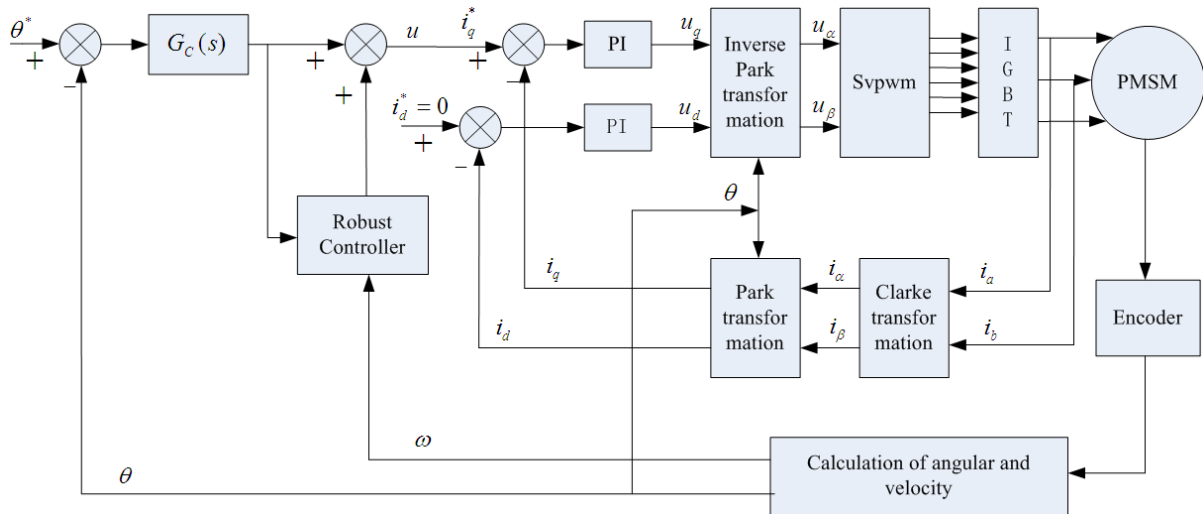 θ*
+
−
G_C(s)
+
+
u
i_q^*
+
−
PI
u_q
Inverse
Park
transfor
mation
u_α
Svpwm
I
G
B
T
PMSM
i_d^* = 0
+
−
PI
u_d
u_β
θ
Robust
Controller
i_q
i_d
Park
transfor
mation
i_α
i_β
Clarke
transfor
mation
i_a
i_b
Encoder
ω
θ
Calculation of angular and
velocity